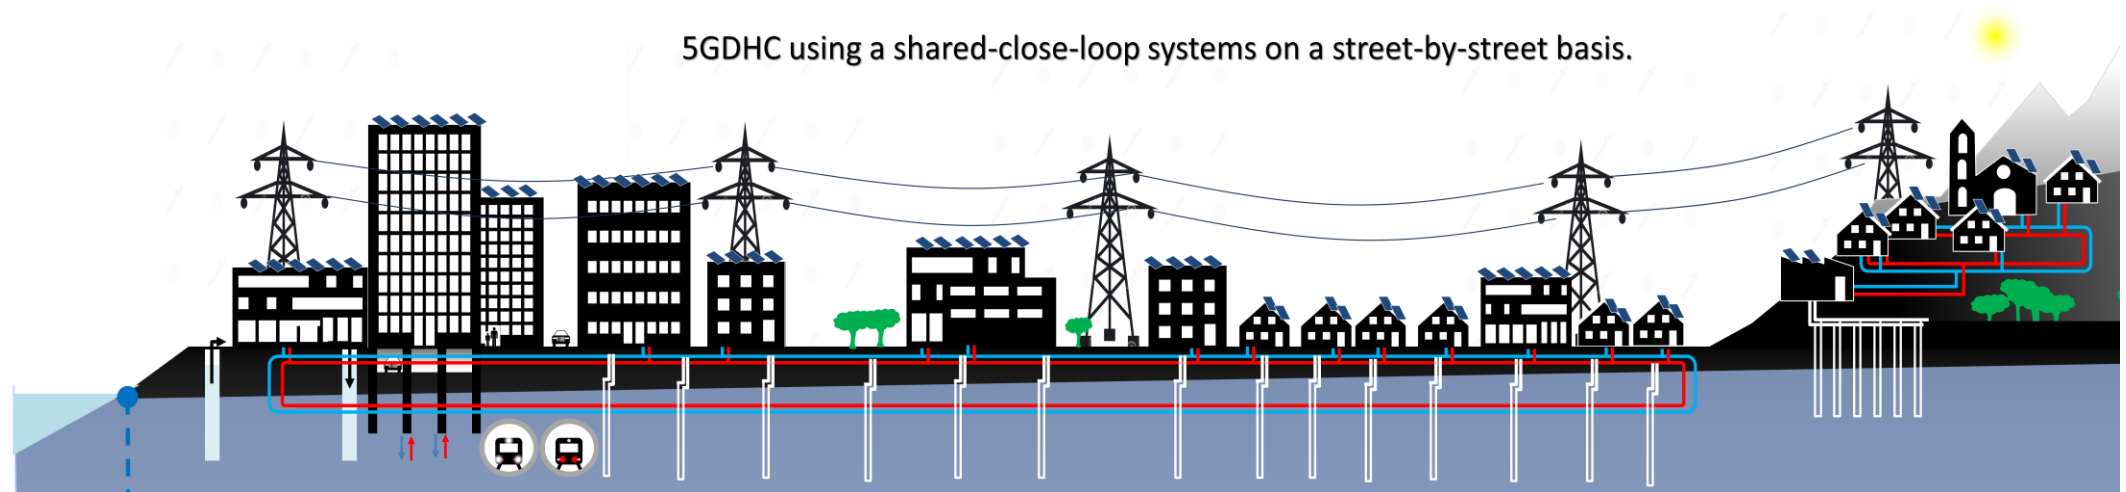 5GDHC using a shared-close-loop systems on a street-by-street basis.